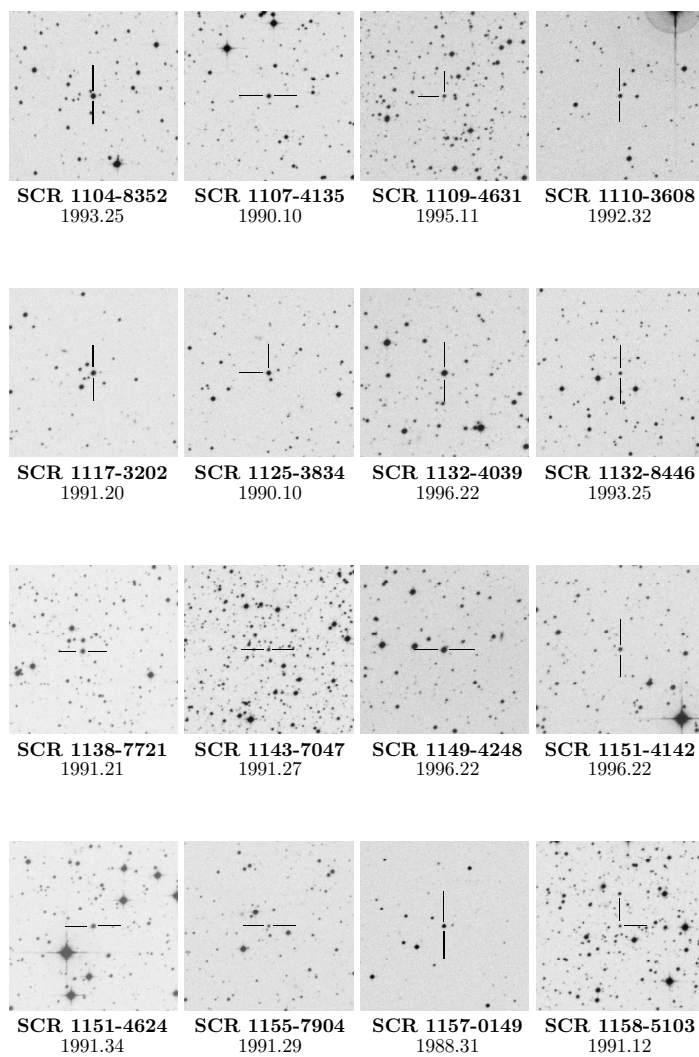 SCR 1104-8352 SCR 1107-4135 SCR 1109-4631 SCR 1110-3608
1993.25 1990.10 1995.11 1992.32
SCR 1117-3202 SCR 1125-3834 SCR 1132-4039 SCR 1132-8446
1991.20 1990.10 1996.22 1993.25
SCR 1138-7721 SCR 1143-7047 SCR 1149-4248 SCR 1151-4142
1991.21 1991.27 1996.22 1996.22
SCR 1151-4624 SCR 1155-7904 SCR 1157-0149 SCR 1158-5103
1991.34 1991.29 1988.31 1991.12